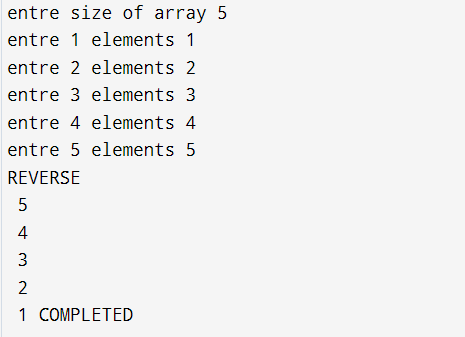 entre size of array 5
entre 1 elements 1
entre 2 elements 2
entre 3 elements 3
entre 4 elements 4
entre 5 elements 5
REVERSE
5
4
3
2
1 COMPLETED